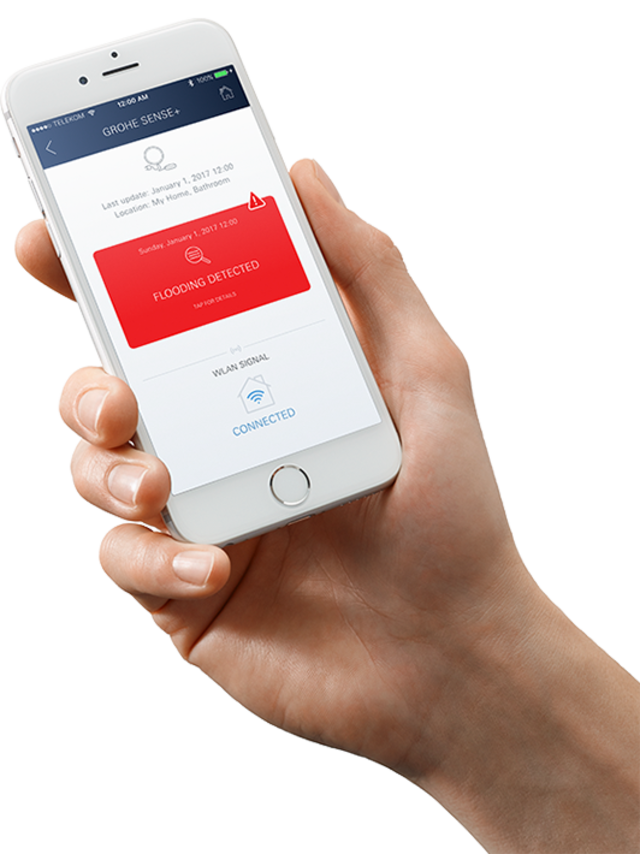 TELEKOM 12:00 AM 100%
GROHE SENSE+
Last update: January 1, 2017 12:00
Location: My Home, Bathroom
Sunday, January 1, 2017 12:00
FLOODING DETECTED
TAP FOR DETAILS
WLAN SIGNAL
CONNECTED